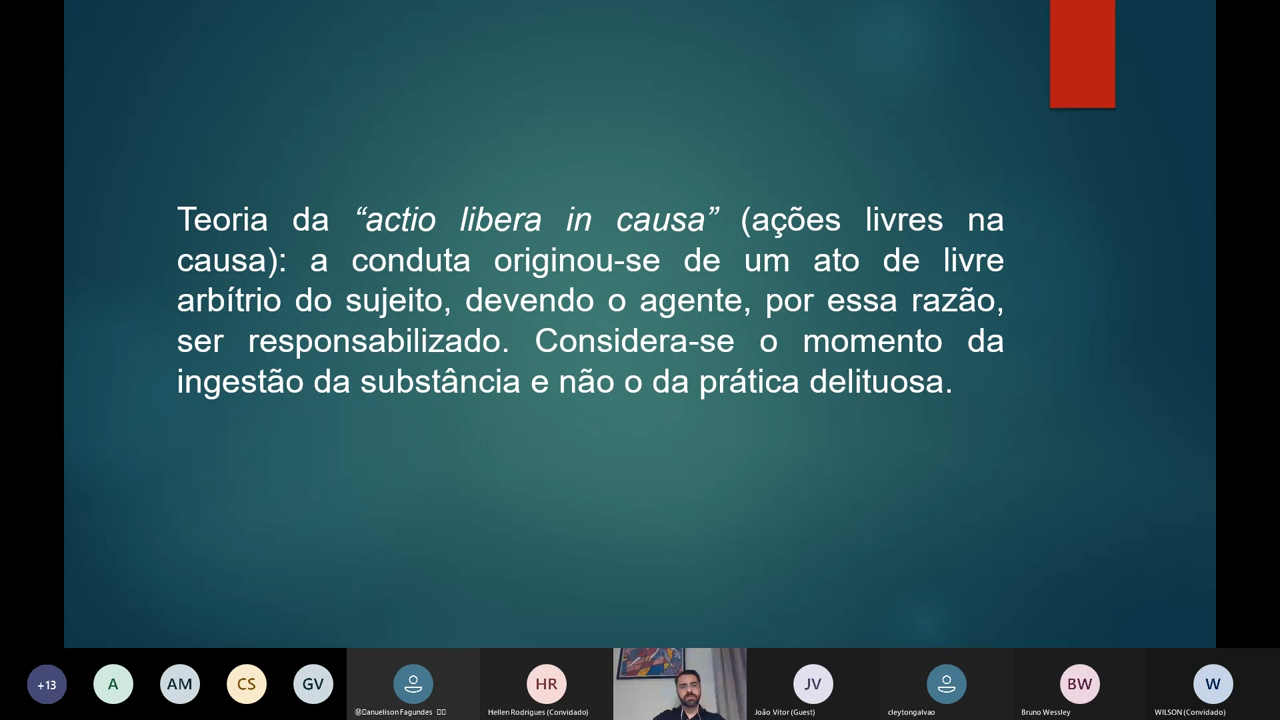 Teoria da “actio libera in causa” (ações livres na
causa): a conduta originou-se de um ato de livre
arbítrio do sujeito, devendo o agente, por essa razão,
ser responsabilizado. Considera-se o momento da
ingestão da substância e não o da prática delituosa.
+13
A
AM
CS
GV
anuelison Fagundes
HR
Hellen Rodrigues (Convidado)
JV
João Vitor (Guest)
cleytongalvao
BW
Bruno Wessley
W
WILSON (Convidado)